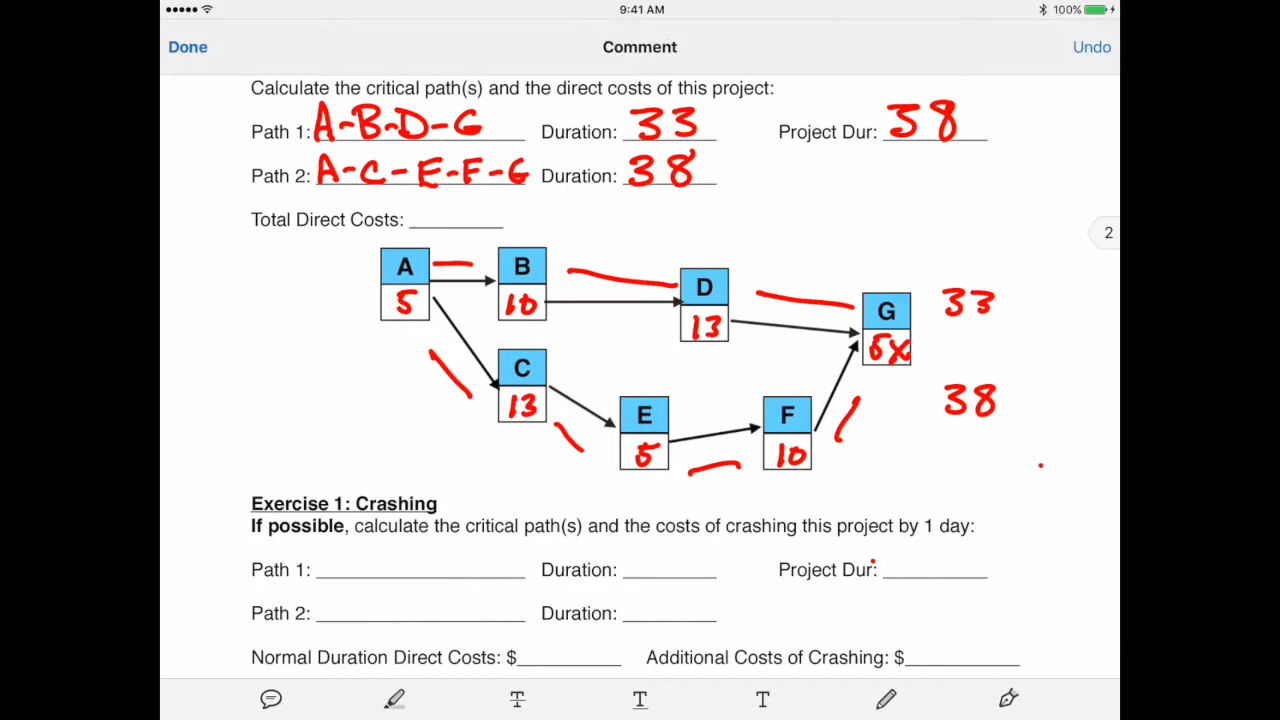 9:41 AM
100%
Done Comment Undo
Calculate the critical path(s) and the direct costs of this project:
Path 1: A-B-D-G Duration: 33 Project Dur: 38
Path 2: A-C-E-F-G Duration: 38
Total Direct Costs:
2
A B
D
5 10
G 33
13
5x
C
13
38
E F
5 10
Exercise 1: Crashing
If possible, calculate the critical path(s) and the costs of crashing this project by 1 day:
Path 1: Duration: Project Dur:
Path 2: Duration:
Normal Duration Direct Costs: $ Additional Costs of Crashing: $
T T T